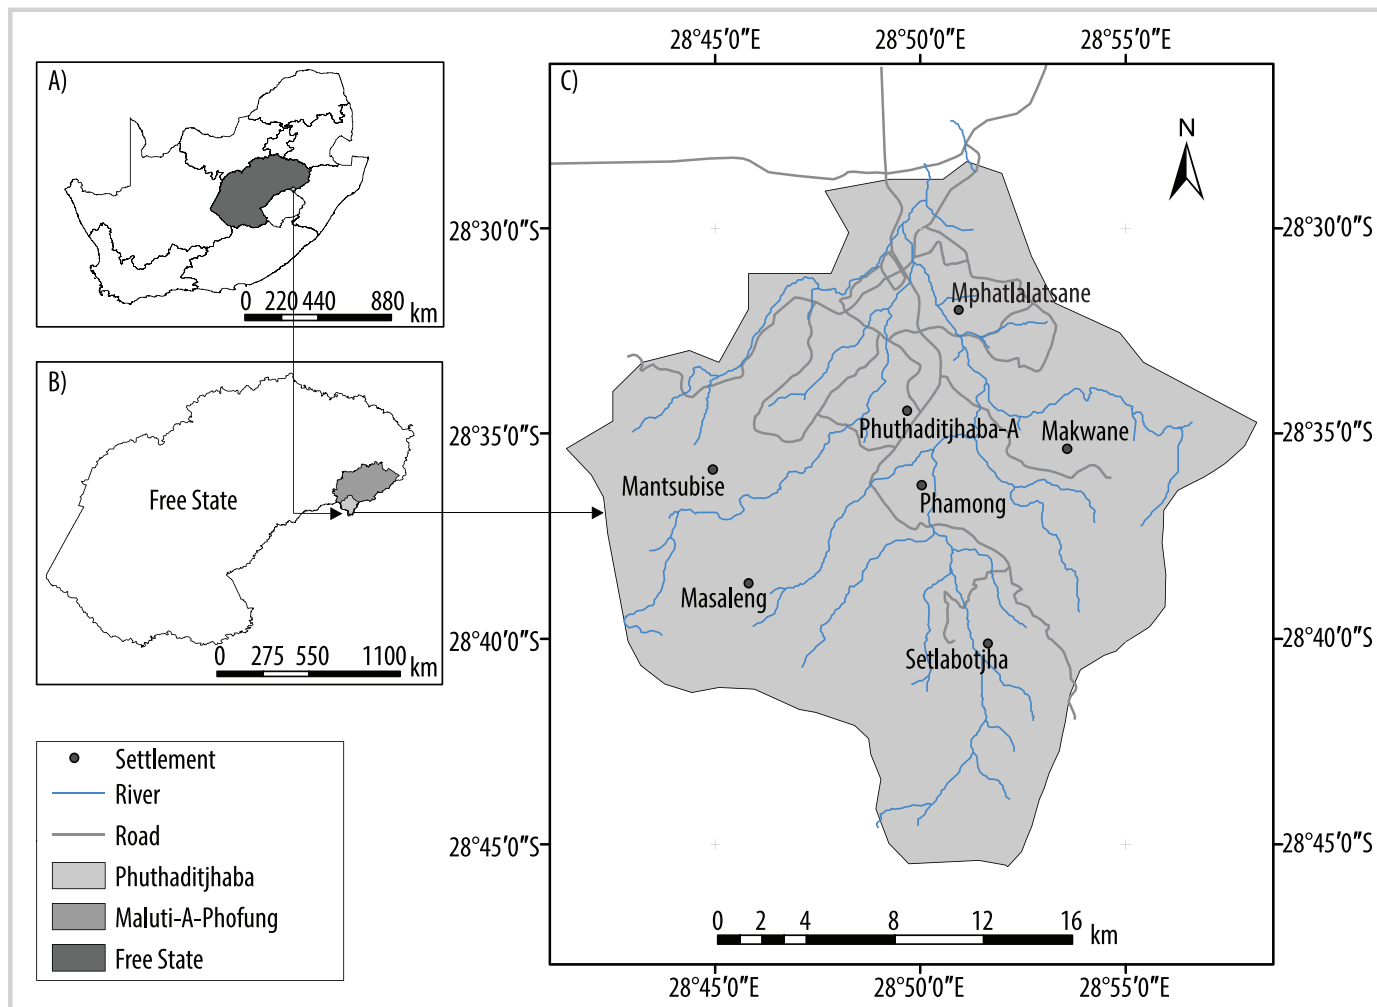 A)
0 220 440 880
km
B)
Free State
0 275 550 1100
km
Settlement
River
Road
Phuthaditjhaba
Maluti-A-Phofung
Free State
28°45′0″E 28°50′0″E 28°55′0″E
C)
N
28°30′0″S 28°30′0″S
Mphatlalatsane
Phuthaditjhaba-A Makwane
28°35′0″S 28°35′0″S
Mantsubise
Phamong
Masaleng
28°40′0″S 28°40′0″S
Setlabotjha
28°45′0″S 28°45′0″S
0 2 4 8 12 16
km
28°45′0″E 28°50′0″E 28°55′0″E